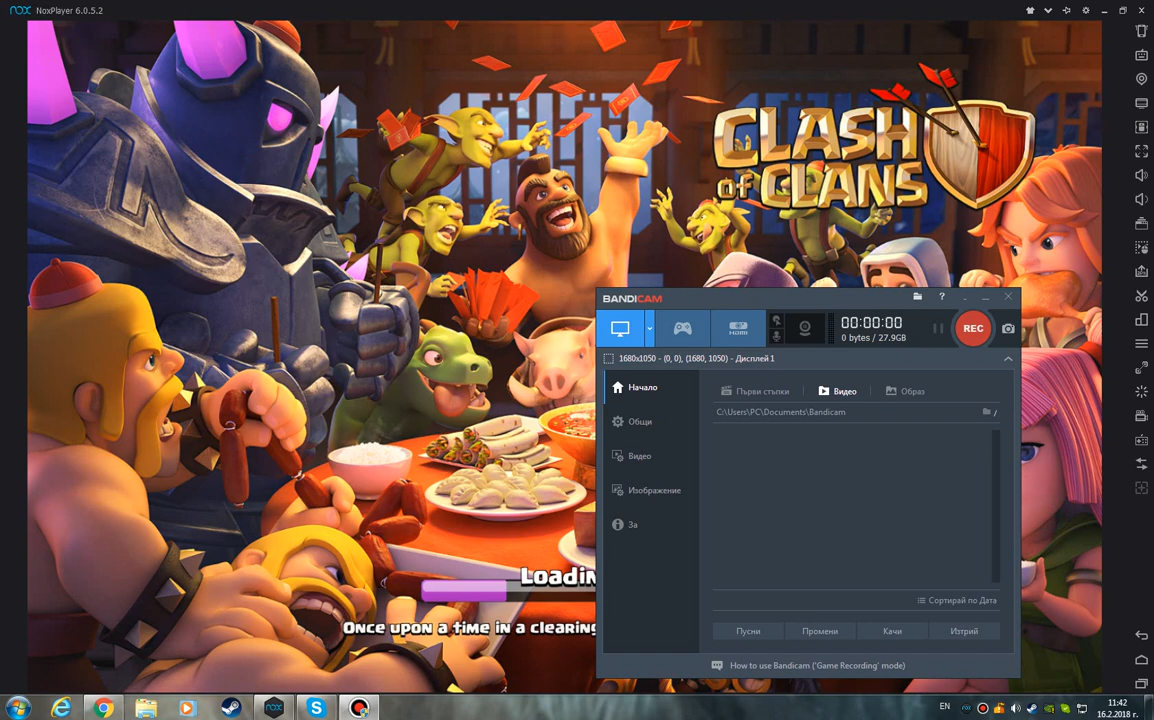 nox NoxPlayer 6.0.5.2
CLASH
of CLANS
BANDICAM
HDMI
00:00:00
0 bytes / 27.9GB
REC
1680x1050 - (0, 0), (1680, 1050) - Дисплей 1
Начало
Общи
Видео
Изображение
За
Първи стъпки
Видео
Образ
C:\Users\PC\Documents\Bandicam
/
Сортирай по Дата
Пусни
Промени
Качи
Изтрий
How to use Bandicam ('Game Recording' mode)
Loadin
Once upon a time in a clearing
EN
11:42
16.2.2018 г.